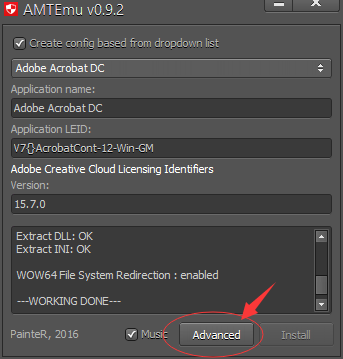 AMTEmu v0.9.2
Create config based from dropdown list
Adobe Acrobat DC
Application name:
Adobe Acrobat DC
Application LEID:
V7{}AcrobatCont-12-Win-GM
Adobe Creative Cloud Licensing Identifiers
Version:
15.7.0
Extract DLL: OK
Extract INI: OK
WOW64 File System Redirection : enabled
---WORKING DONE---
PainteR, 2016 Music Advanced Install